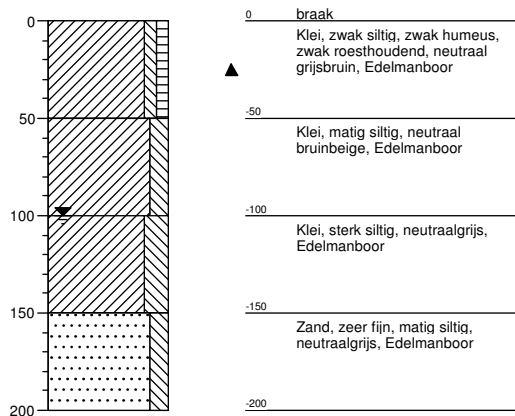 0
50
100
150
200
0
braak
Klei, zwak siltig, zwak humeus,
zwak roesthoudend, neutraal
grijsbruin, Edelmanboor
-50
Klei, matig siltig, neutraal
bruinbeige, Edelmanboor
-100
Klei, sterk siltig, neutraalgrijs,
Edelmanboor
-150
Zand, zeer fijn, matig siltig,
neutraalgrijs, Edelmanboor
-200